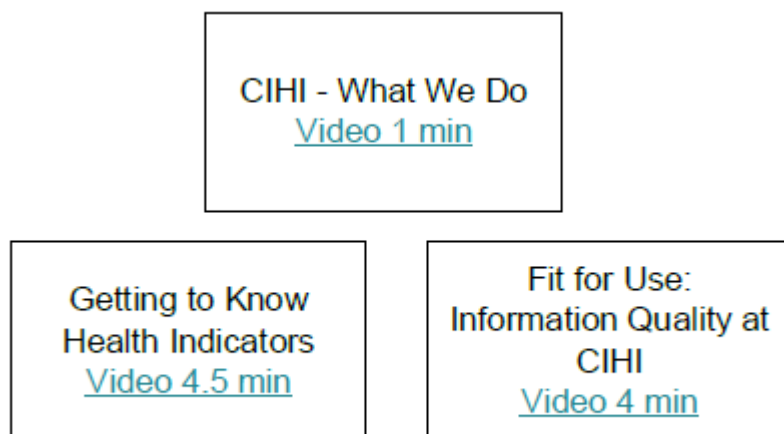 CIHI - What We Do
Video 1 min
Getting to Know
Health Indicators
Video 4.5 min
Fit for Use:
Information Quality at
CIHI
Video 4 min